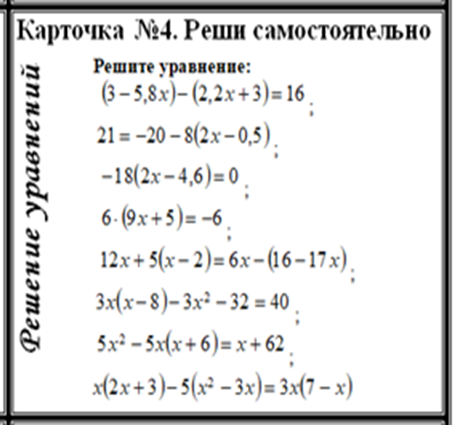 Карточка №4. Реши самостоятельно
Решение уравнений
Решите уравнение:
(3−5,8x)−(2,2x+3)=16 ;
21=−20−8(2x−0,5) ;
−18(2x−4,6)=0 ;
6·(9x+5)=−6 ;
12x+5(x−2)=6x−(16−17x) ;
3x(x−8)−3x²−32=40 ;
5x²−5x(x+6)=x+62 ;
x(2x+3)−5(x²−3x)=3x(7−x)